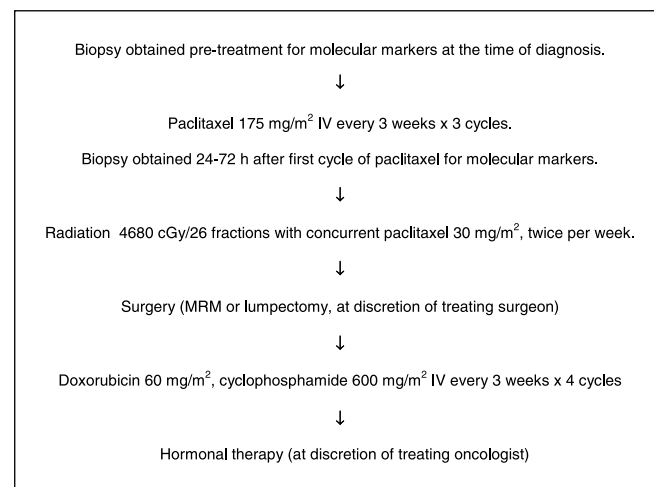 Biopsy obtained pre-treatment for molecular markers at the time of diagnosis.
↓
Paclitaxel 175 mg/m² IV every 3 weeks x 3 cycles.
Biopsy obtained 24-72 h after first cycle of paclitaxel for molecular markers.
↓
Radiation 4680 cGy/26 fractions with concurrent paclitaxel 30 mg/m², twice per week.
↓
Surgery (MRM or lumpectomy, at discretion of treating surgeon)
↓
Doxorubicin 60 mg/m², cyclophosphamide 600 mg/m² IV every 3 weeks x 4 cycles
↓
Hormonal therapy (at discretion of treating oncologist)